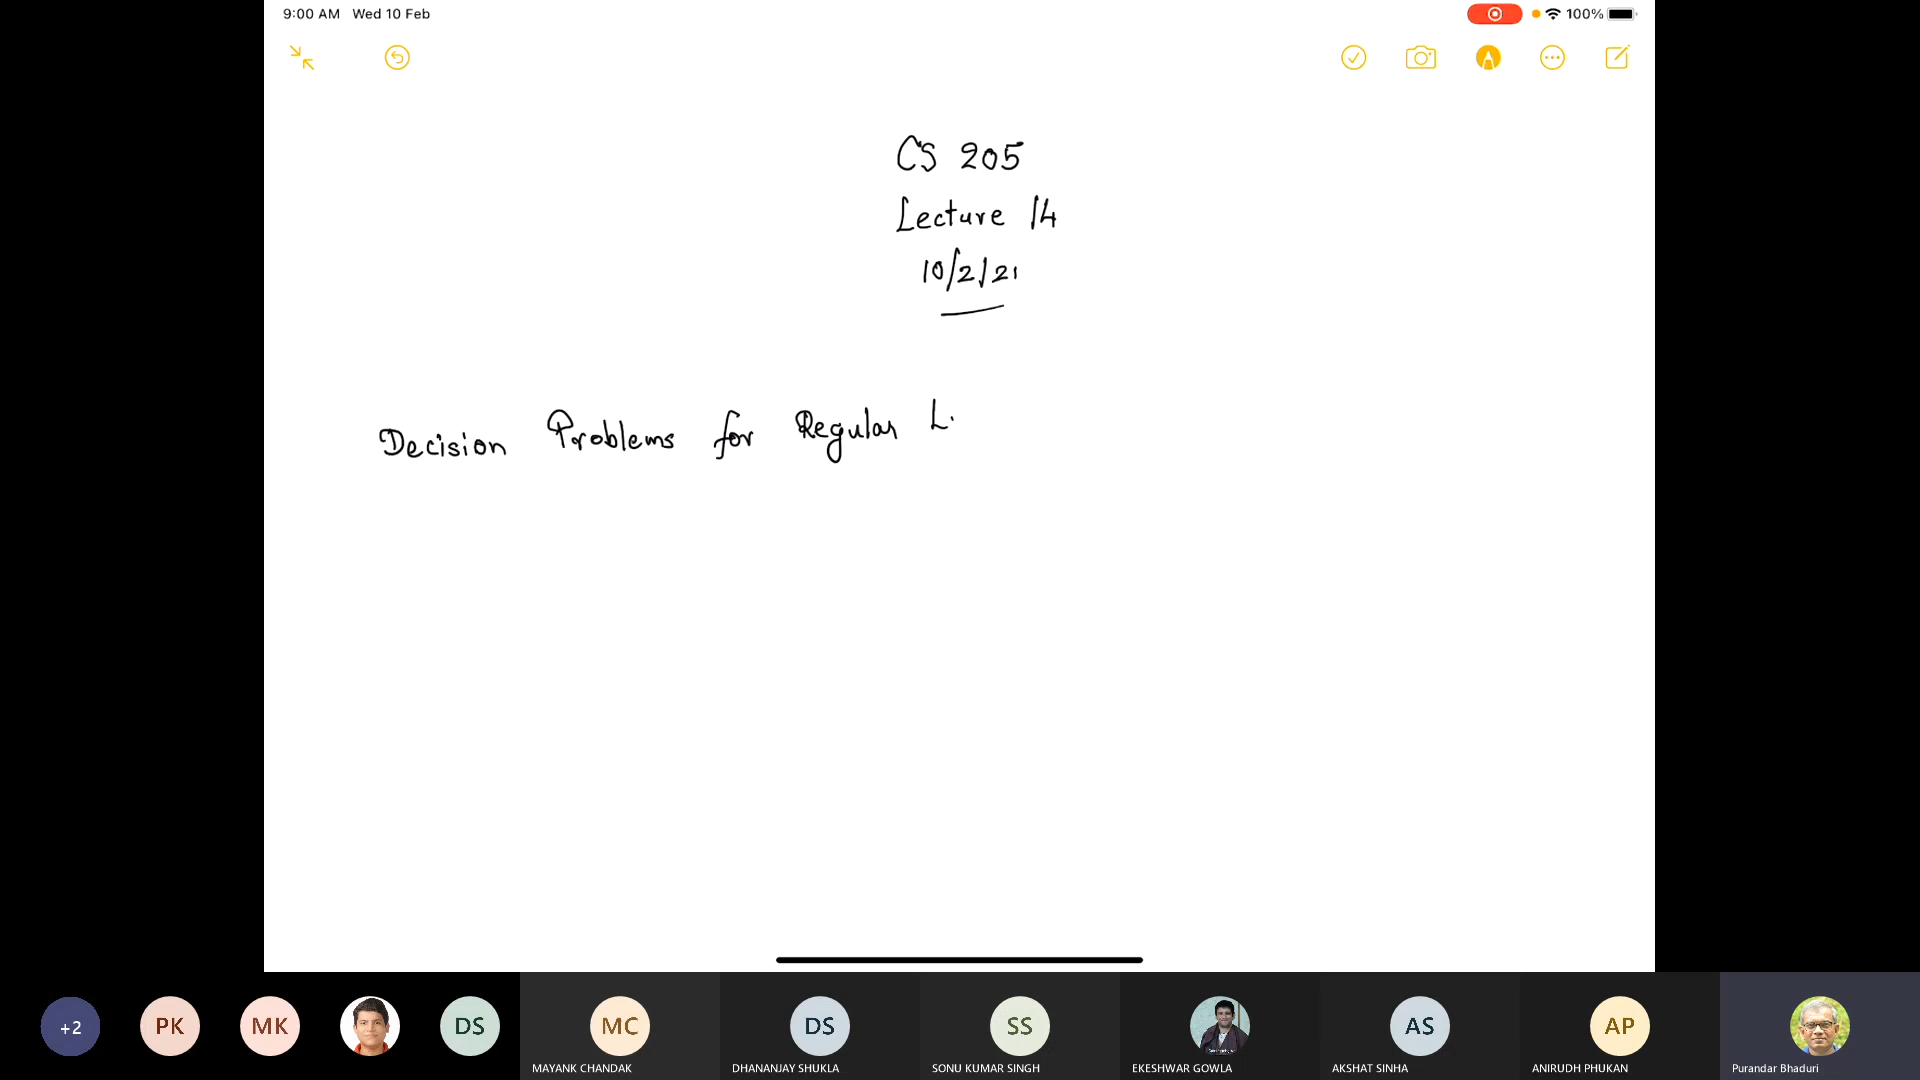 9:00 AM Wed 10 Feb
100%
CS 205
Lecture 14
10/2/21
Decision Problems for Regular L
+2
PK
MK
DS
MC
DS
SS
AS
AP
MAYANK CHANDAK
DHANANJAY SHUKLA
SONU KUMAR SINGH
EKESHWAR GOWLA
AKSHAT SINHA
ANIRUDH PHUKAN
Purandar Bhaduri